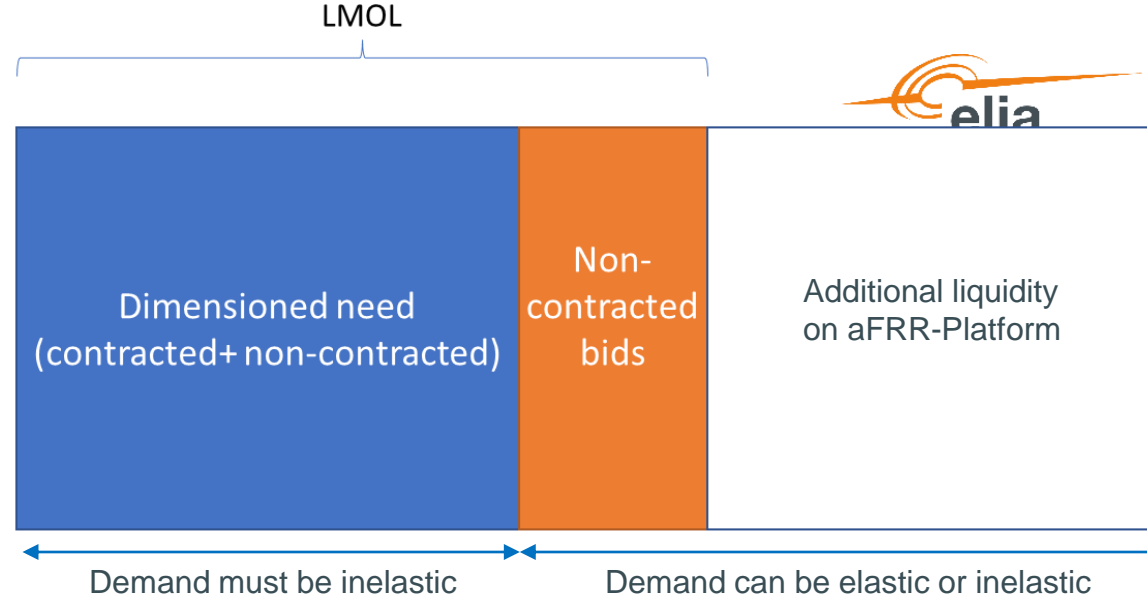 LMOL
elia
Dimensioned need
(contracted+ non-contracted)
Non-
contracted
bids
Additional liquidity
on aFRR-Platform
Demand must be inelastic
Demand can be elastic or inelastic